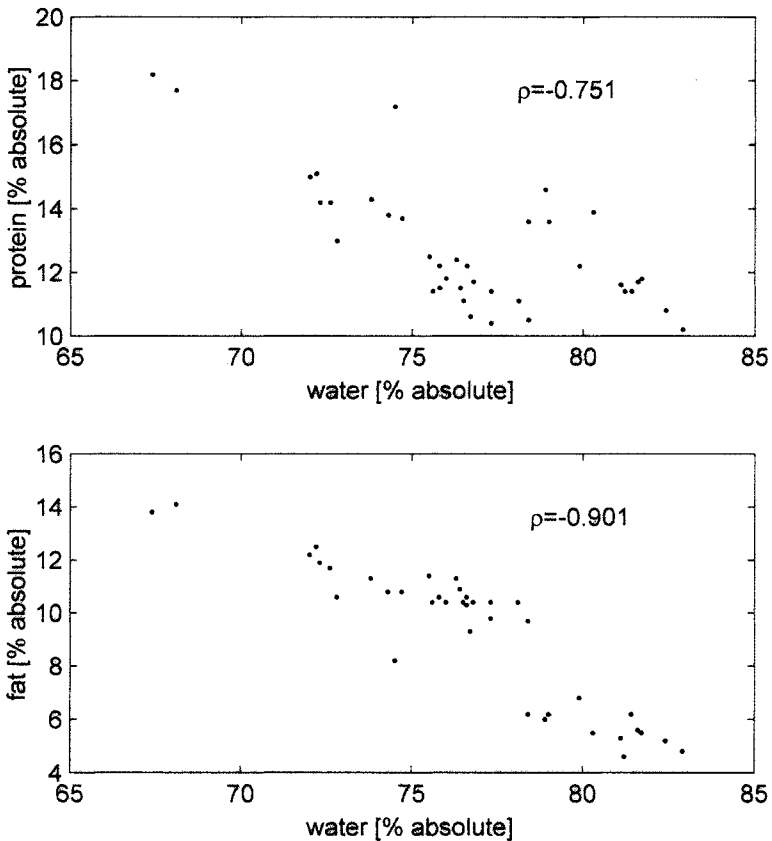 20
18
16
14
12
10
protein [% absolute]
ρ=-0.751
65 70 75 80 85
water [% absolute]
16
14
12
10
8
6
4
fat [% absolute]
ρ=-0.901
65 70 75 80 85
water [% absolute]